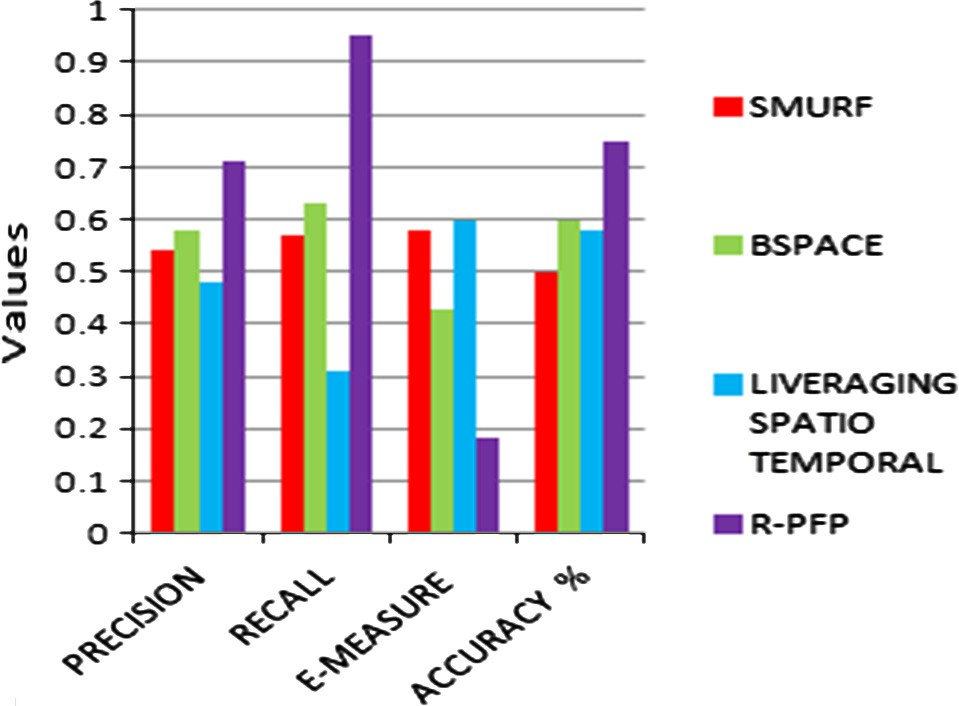 1
0.9
0.8
0.7
0.6
0.5
0.4
0.3
0.2
0.1
0
Values
PRECISION
RECALL
E-MEASURE
ACCURACY %
SMURF
BSPACE
LIVERAGING
SPATIO
TEMPORAL
R-PFP